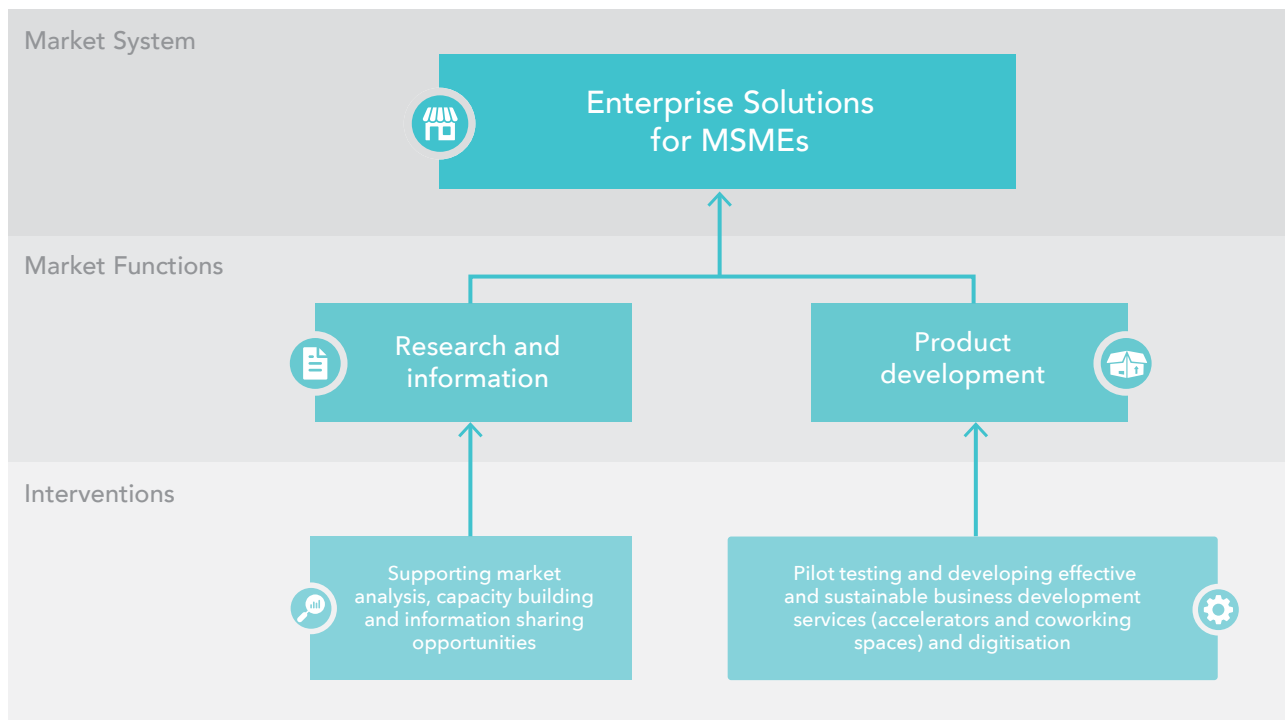 Market System
Enterprise Solutions
for MSMEs
Market Functions
Research and
information
Product
development
Interventions
Supporting market
analysis, capacity building
and information sharing
opportunities
Pilot testing and developing effective
and sustainable business development
services (accelerators and coworking
spaces) and digitisation